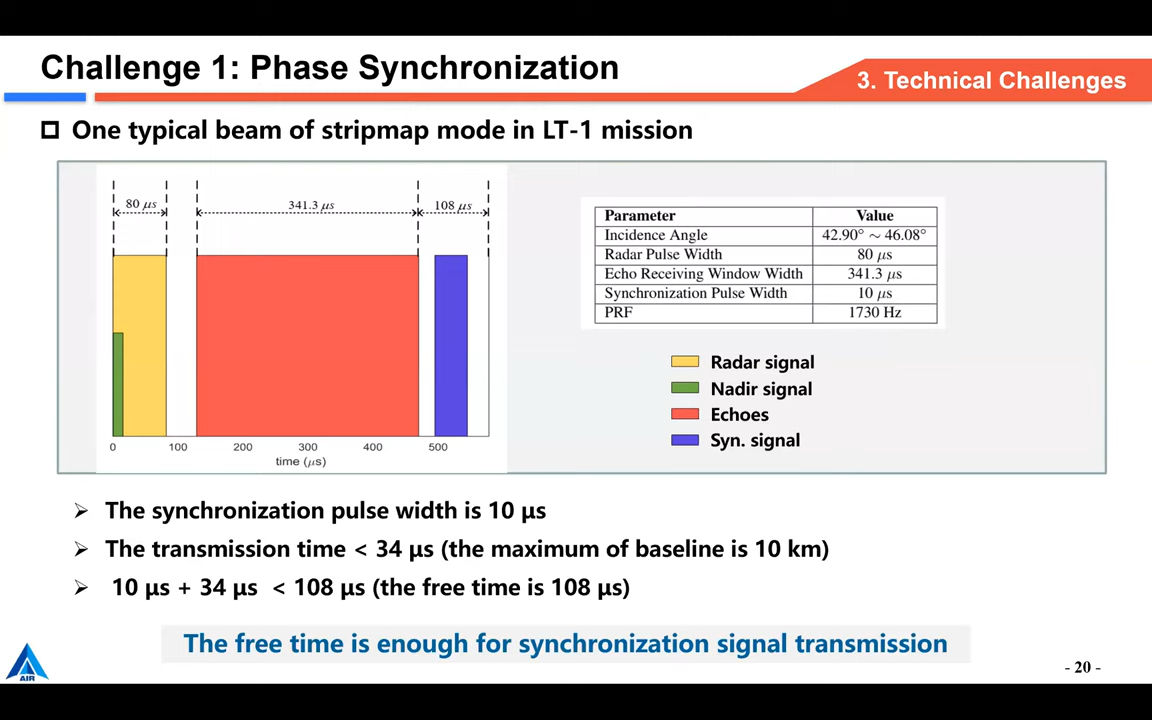 Challenge 1: Phase Synchronization
3. Technical Challenges
One typical beam of stripmap mode in LT-1 mission
80 μs
341.3 μs
108 μs
0
100
200
300
400
500
time (μs)
Parameter Value
Incidence Angle 42.90° ~ 46.08°
Radar Pulse Width 80 μs
Echo Receiving Window Width 341.3 μs
Synchronization Pulse Width 10 μs
PRF 1730 Hz
Radar signal
Nadir signal
Echoes
Syn. signal
The synchronization pulse width is 10 μs
The transmission time < 34 μs (the maximum of baseline is 10 km)
10 μs + 34 μs < 108 μs (the free time is 108 μs)
The free time is enough for synchronization signal transmission
AIR
- 20 -